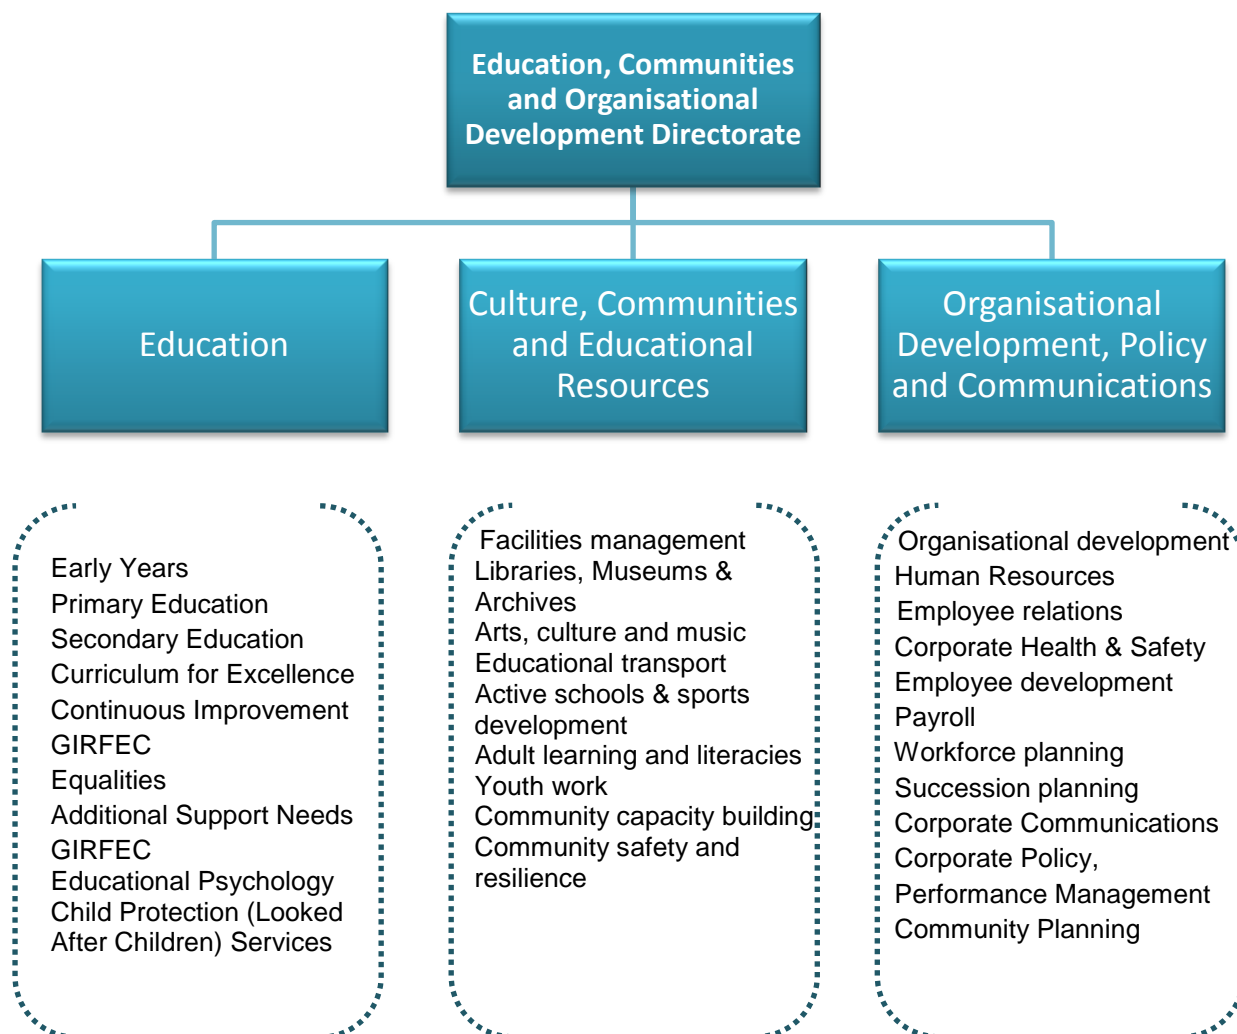 Education, Communities
and Organisational
Development Directorate
Education
Culture, Communities
and Educational
Resources
Organisational
Development, Policy
and Communications
Early Years
Primary Education
Secondary Education
Curriculum for Excellence
Continuous Improvement
GIRFEC
Equalities
Additional Support Needs
GIRFEC
Educational Psychology
Child Protection (Looked
After Children) Services
Facilities management
Libraries, Museums &
Archives
Arts, culture and music
Educational transport
Active schools & sports
development
Adult learning and literacies
Youth work
Community capacity building
Community safety and
resilience
Organisational development
Human Resources
Employee relations
Corporate Health & Safety
Employee development
Payroll
Workforce planning
Succession planning
Corporate Communications
Corporate Policy,
Performance Management
Community Planning